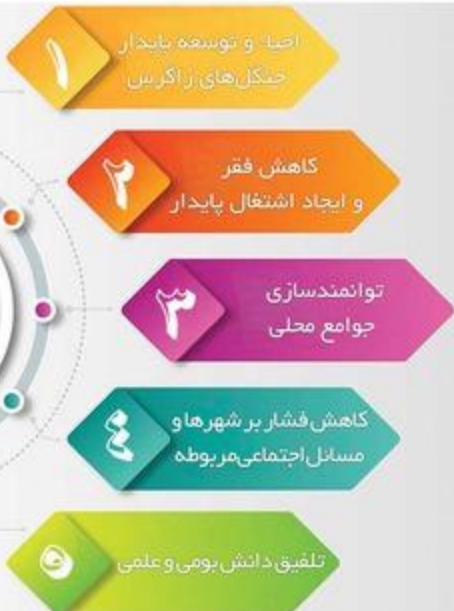 ۱
احیاء و توسعه پایدار
جنگل‌های زاگرس
۲
کاهش فقر
و ایجاد اشتغال پایدار
۳
توانمندسازی
جوامع محلی
۴
کاهش فشار بر شهرها و
مسائل اجتماعی مربوطه
۵
تلفیق دانش بومی و علمی